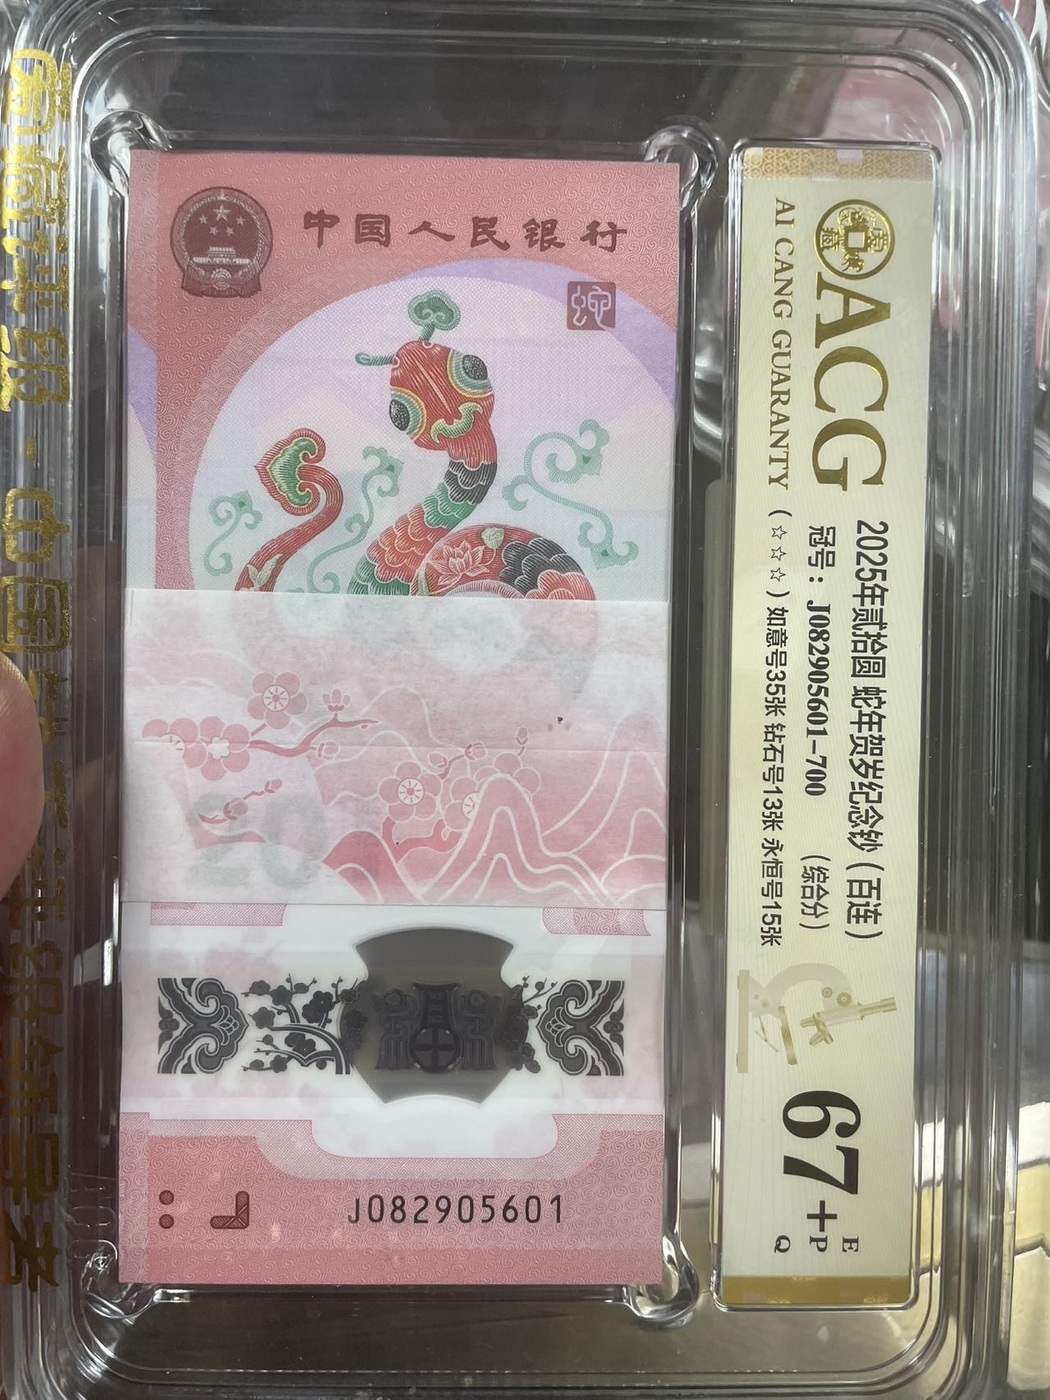 中国人民银行
蛇
J082905601
ACG
AI CANG GUARANTY
2025年贰拾圆 蛇年贺岁纪念钞（百连）
冠号：J082905601-700 （综合分）
（☆☆☆）如意号35张 钻石号13张 永恒号15张
67+
E
P
Q